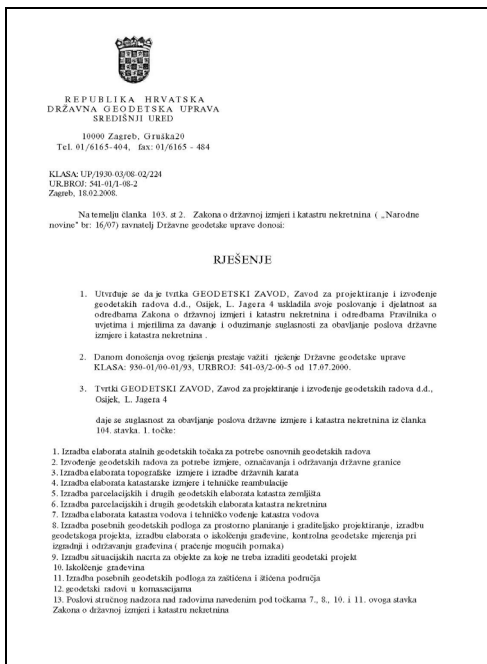 REPUBLIKA HRVATSKA
DRŽAVNA GEODETSKA UPRAVA
SREDIŠNJI URED
10000 Zagreb, Gruška20
Tel. 01/6165-404, fax: 01/6165 - 484
KLASA: UP/1930-03/08-02/224
UR.BROJ: 541-01/1-08-2
Zagreb, 18.02.2008.
Na temelju članka 103. st 2. Zakona o državnoj izmjeri i katastru nekretnina ( „Narodne
novine" br: 16/07) ravnatelj Državne geodetske uprave donosi:
RJEŠENJE
1. Utvrđuje se da je tvrtka GEODETSKI ZAVOD, Zavod za projektiranje i izvođenje
geodetskih radova d.d., Osijek, L. Jagera 4 uskladila svoje poslovanje i djelatnost sa
odredbama Zakona o državnoj izmjeri i katastru nekretnina i odredbama Pravilnika o
uvjetima i mjerilima za davanje i oduzimanje suglasnosti za obavljanje poslova državne
izmjere i katastra nekretnina .
2. Danom donošenja ovog rješenja prestaje važiti rješenje Državne geodetske uprave
KLASA: 930-01/00-01/93, URBROJ: 541-03/2-00-5 od 17.07.2000.
3. Tvrtki GEODETSKI ZAVOD, Zavod za projektiranje i izvođenje geodetskih radova d.d.,
Osijek, L. Jagera 4
daje se suglasnost za obavljanje poslova državne izmjere i katastra nekretnina iz članka
104. stavka. 1. točke:
1. Izradba elaborata stalnih geodetskih točaka za potrebe osnovnih geodetskih radova
2. Izvođenje geodetskih radova za potrebe izmjere, označavanja i održavanja državne granice
3. Izradba elaborata topografske izmjere i izradbe državnih karata
4. Izradba elaborata katastarske izmjere i tehničke reambulacije
5. Izradba parcelacijskih i drugih geodetskih elaborata katastra zemljišta
6. Izradba parcelacijskih i drugih geodetskih elaborata katastra nekretnina
7. Izradba elaborata katastra vodova i tehničko vođenje katastra vodova
8. Izradba posebnih geodetskih podloga za prostorno planiranje i graditeljsko projektiranje, izradbu
geodetskoga projekta, izradbu elaborata o iskolčenju građevine, kontrolna geodetske mjerenja pri
izgradnji i održavanju građevina ( praćenje mogućih pomaka)
9. Izradbu situacijskih nacrta za objekte za koje ne treba izraditi geodetski projekt
10. Iskolčenje građevina
11. Izradba posebnih geodetskih podloga za zaštićena i štićena područja
12. geodetski radovi u komasacijama
13. Poslovi stručnog nadzora nad radovima navedenim pod točkama 7., 8., 10. i 11. ovoga stavka
Zakona o državnoj izmjeri i katastru nekretnina